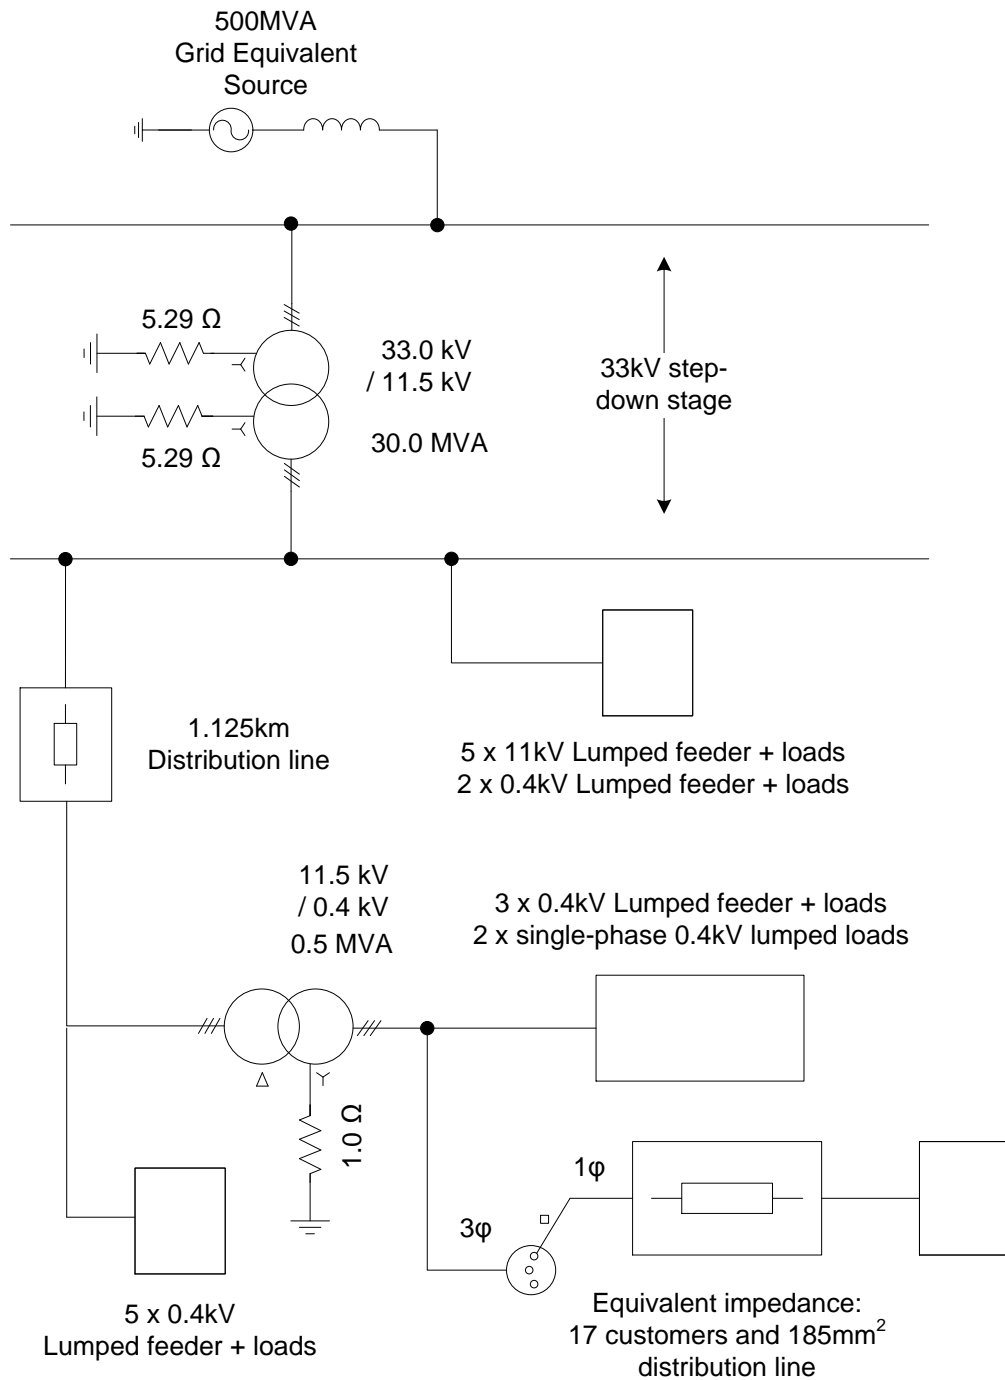 500MVA
Grid Equivalent
Source
5.29 Ω
33.0 kV
/ 11.5 kV
33kV step-
down stage
30.0 MVA
5.29 Ω
1.125km
Distribution line
5 x 11kV Lumped feeder + loads
2 x 0.4kV Lumped feeder + loads
11.5 kV
/ 0.4 kV
0.5 MVA
3 x 0.4kV Lumped feeder + loads
2 x single-phase 0.4kV lumped loads
1.0 Ω
1φ
3φ
5 x 0.4kV
Lumped feeder + loads
Equivalent impedance:
17 customers and 185mm²
distribution line